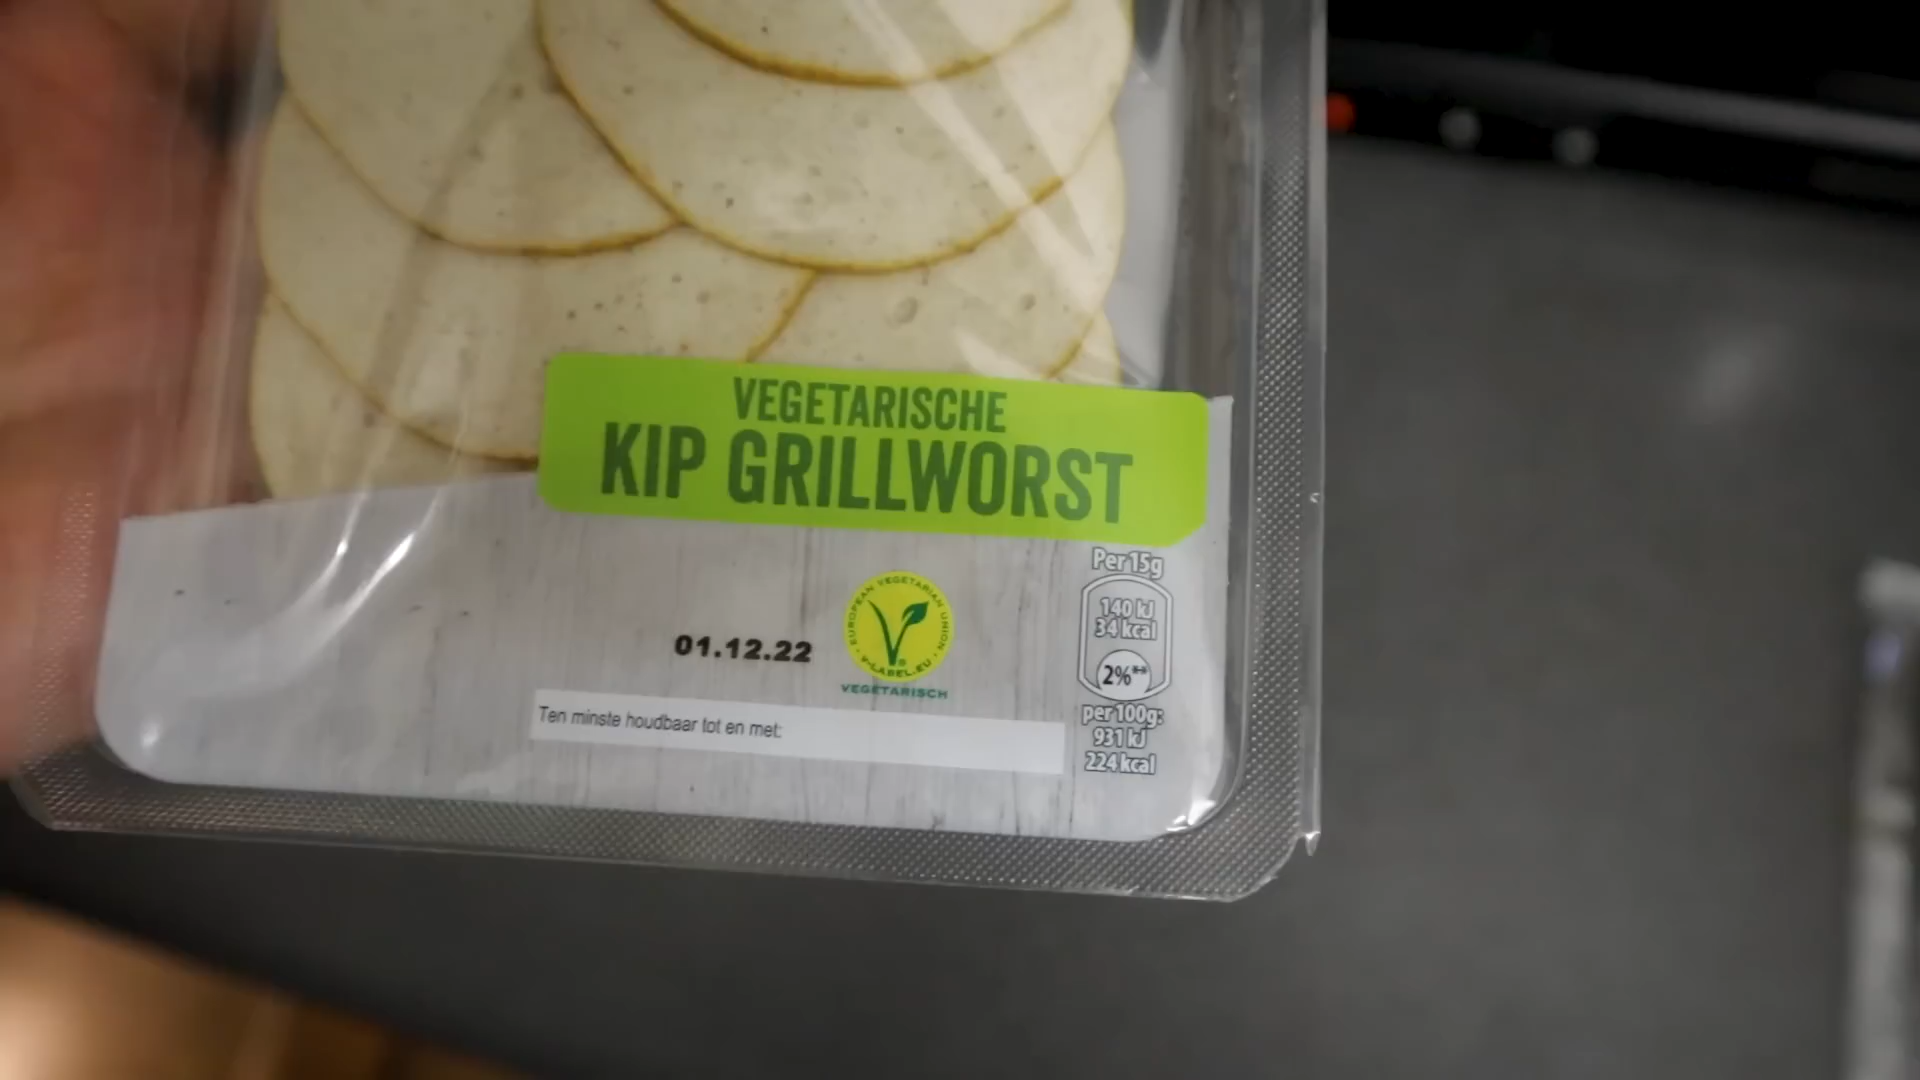 VEGETARISCHE
KIP GRILLWORST
Per 15g
140 kJ
34 kcal
2%**
per 100g:
931 kJ
224 kcal
01.12.22
EUROPEAN VEGETARIAN UNION
V-LABEL.EU
VEGETARISCH
Ten minste houdbaar tot en met: